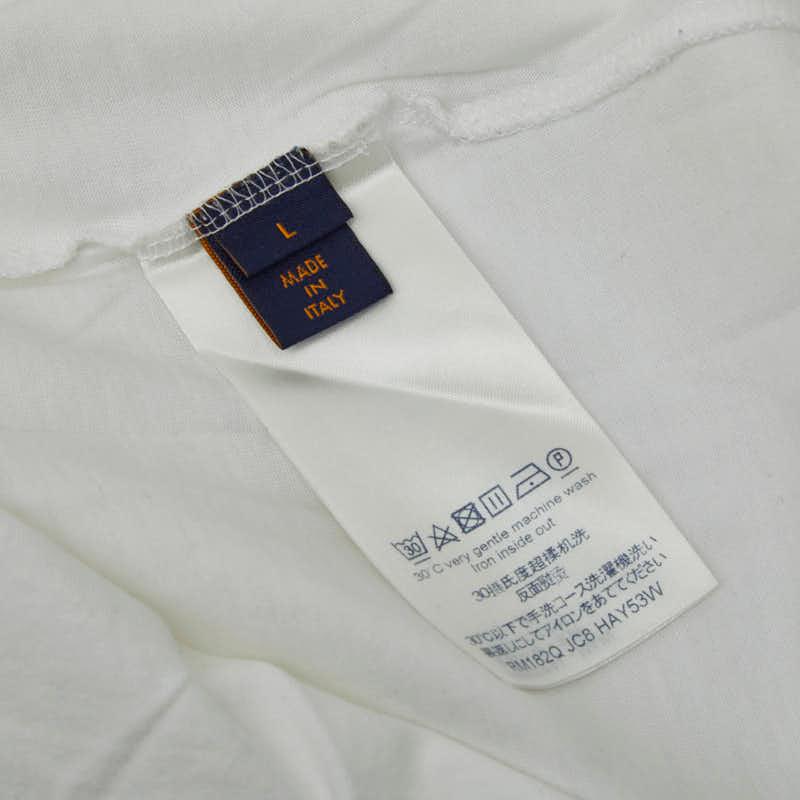 L
MADE
IN
ITALY
30
P
30°C very gentle machine wash
Iron inside out
30摄氏度超柔机洗
反面熨烫
30℃以下で手洗コース洗濯機洗い
裏返しにしてアイロンをあててください
RM182Q JC8 HAY53W